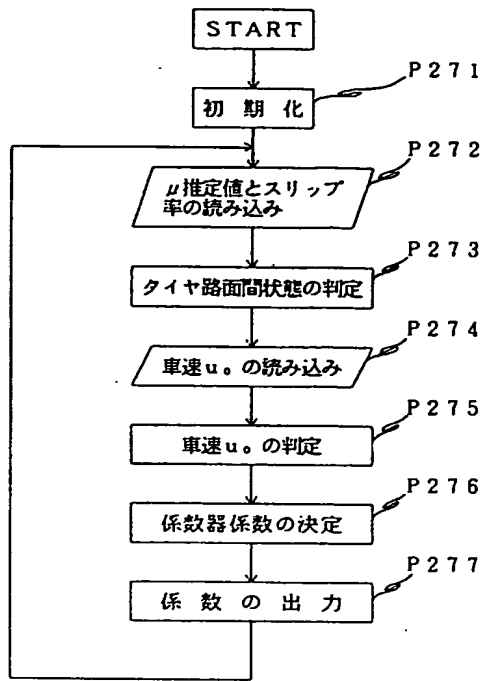 START
P271
初期化
P272
μ推定値とスリップ
率の読み込み
P273
タイヤ路面間状態の判定
P274
車速u。の読み込み
P275
車速u。の判定
P276
係数器係数の決定
P277
係数の出力